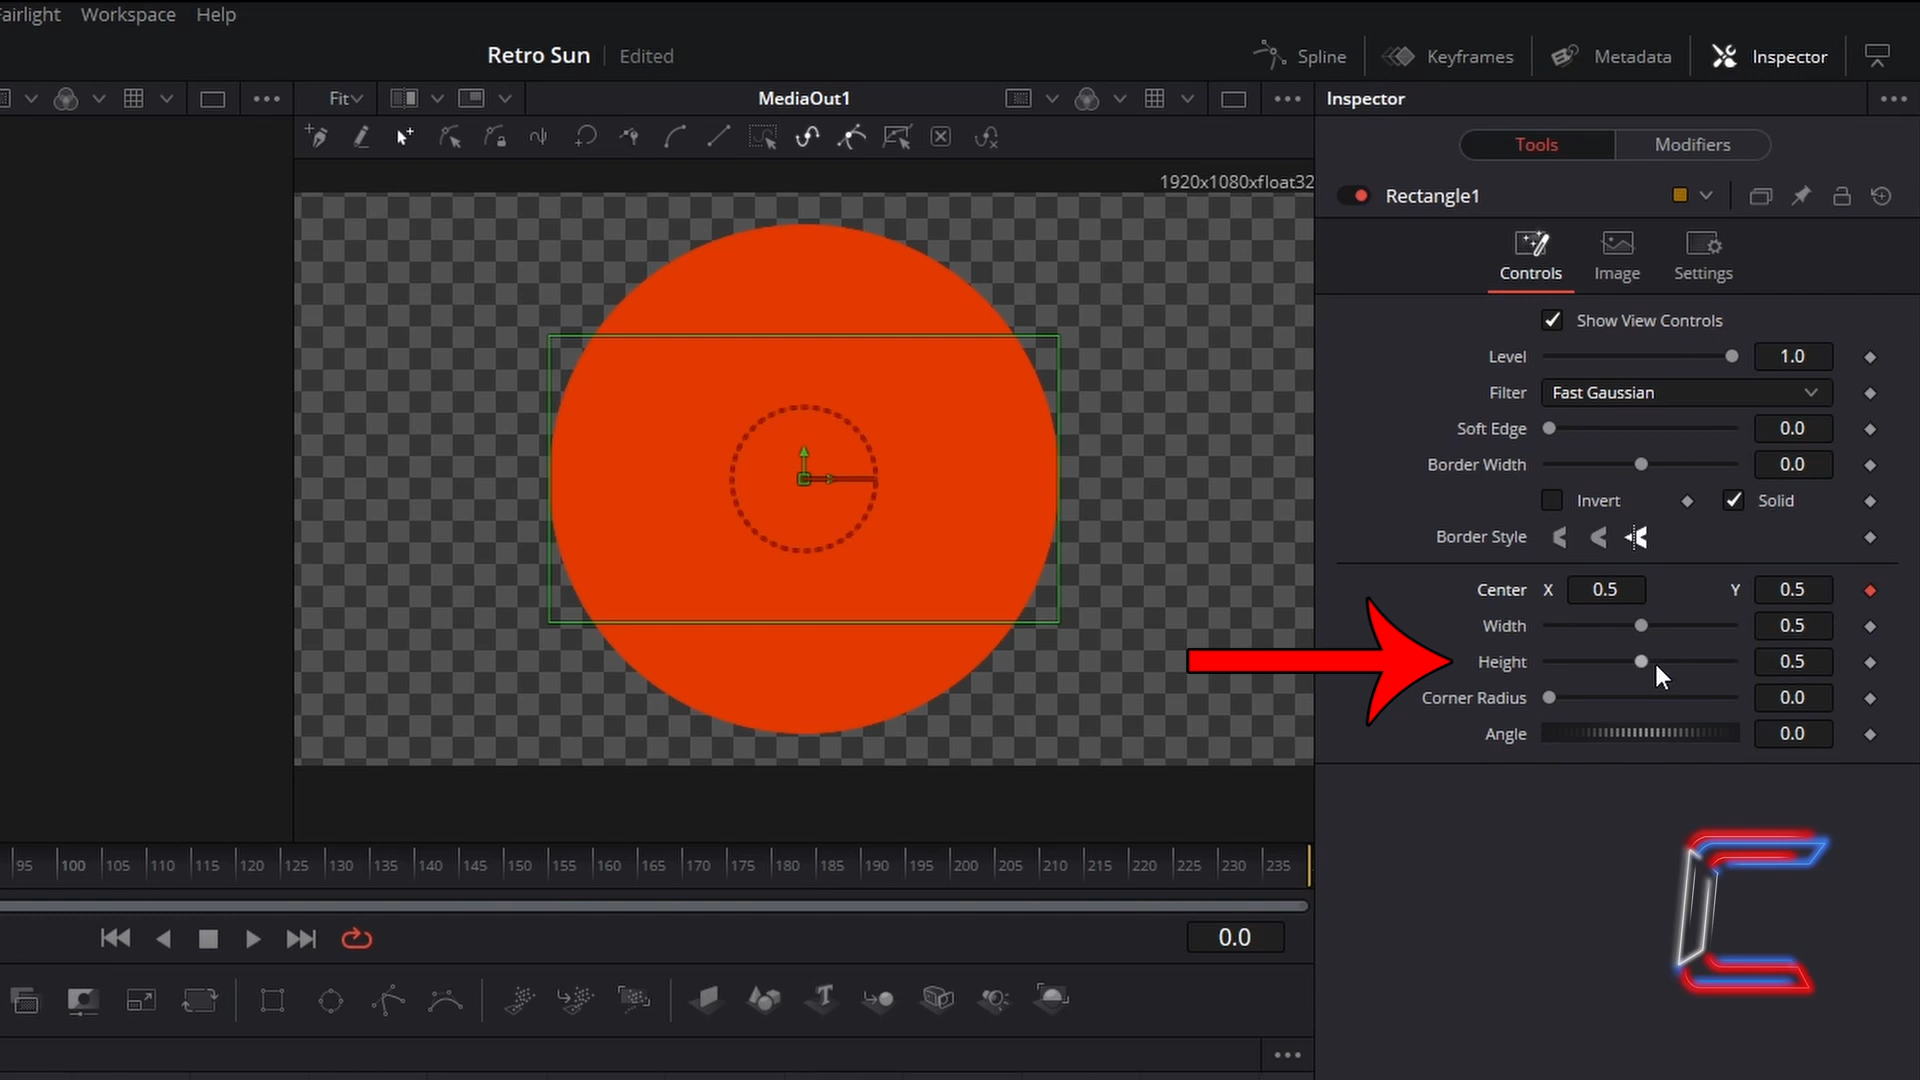 Fairlight Workspace Help
Retro Sun Edited
Spline Keyframes Metadata Inspector
Fit MediaOut1 Inspector
Tools Modifiers
1920x1080xfloat32
Rectangle1
Controls Image Settings
Show View Controls
Level 1.0
Filter Fast Gaussian
Soft Edge 0.0
Border Width 0.0
Invert Solid
Border Style
Center X 0.5 Y 0.5
Width 0.5
Height 0.5
Corner Radius 0.0
Angle 0.0
95 100 105 110 115 120 125 130 135 140 145 150 155 160 165 170 175 180 185 190 195 200 205 210 215 220 225 230 235
0.0